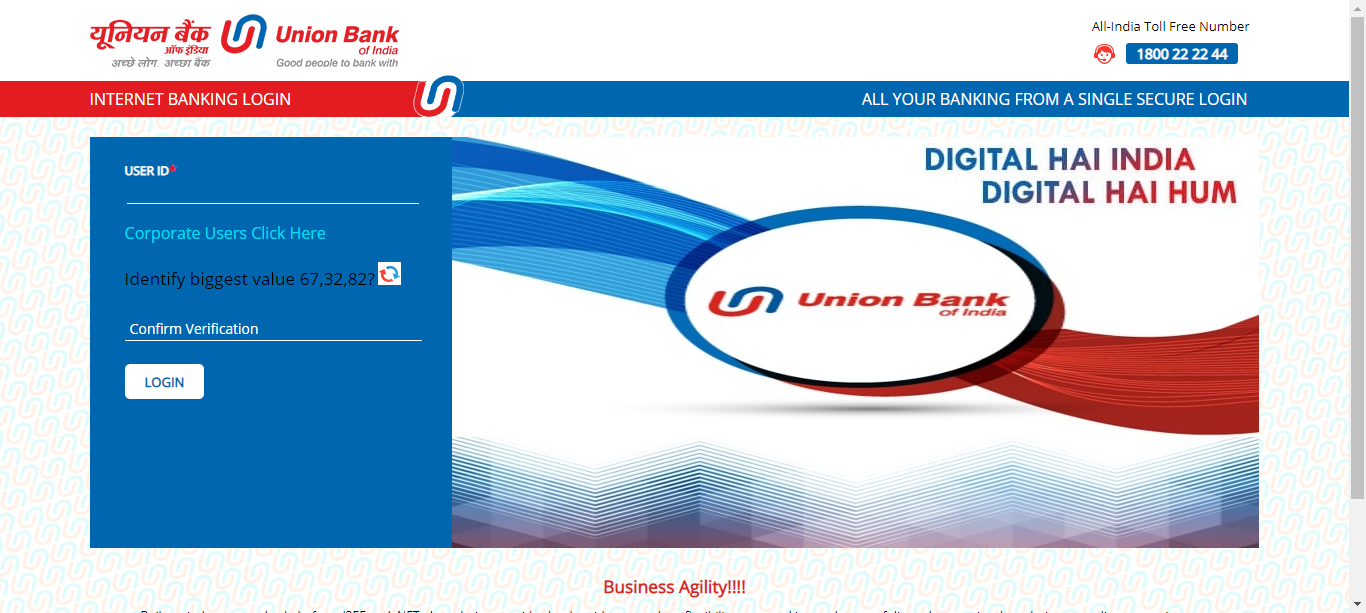 यूनियन बैंक
ऑफ इंडिया
अच्छे लोग, अच्छा बैंक
Union Bank
of India
Good people to bank with
All-India Toll Free Number
1800 22 22 44
INTERNET BANKING LOGIN
ALL YOUR BANKING FROM A SINGLE SECURE LOGIN
USER ID*
Corporate Users Click Here
Identify biggest value 67,32,82?
Confirm Verification
LOGIN
DIGITAL HAI INDIA
DIGITAL HAI HUM
Union Bank
of India
Business Agility!!!!